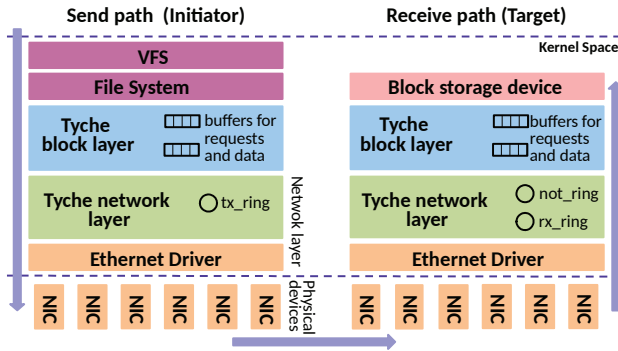 Send path (Initiator)
Receive path (Target)
Kernel Space
VFS
File System
Tyche
block layer
buffers for
requests
and data
Tyche network
layer
tx_ring
Ethernet Driver
Netwok layer
Physical
devices
NIC
NIC
NIC
NIC
NIC
NIC
Block storage device
Tyche
block layer
buffers for
requests
and data
Tyche network
layer
not_ring
rx_ring
Ethernet Driver
NIC
NIC
NIC
NIC
NIC
NIC